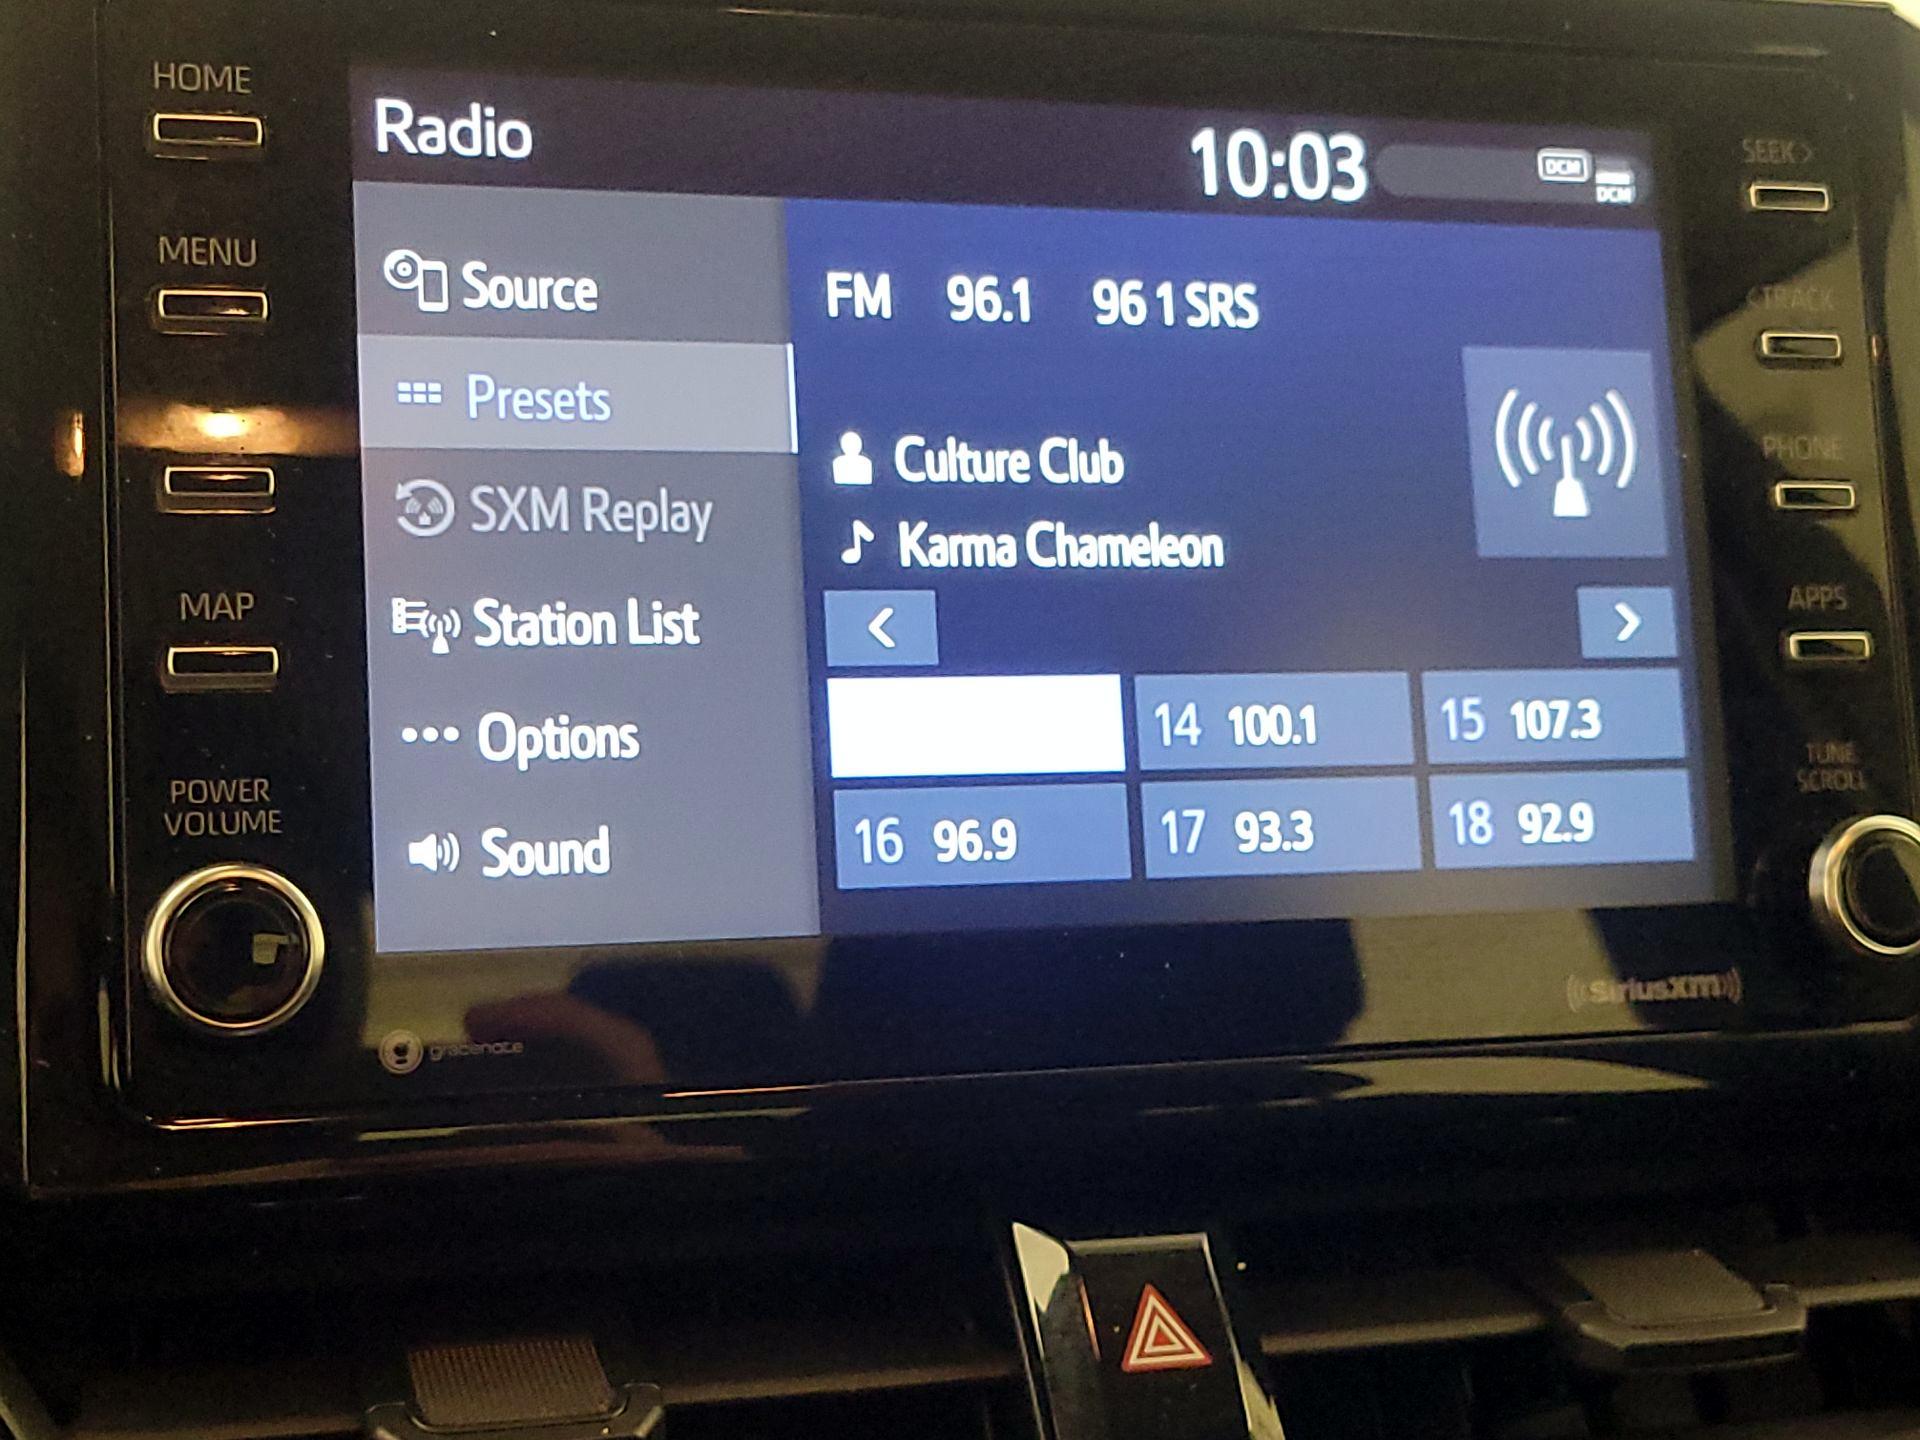 HOME
MENU
MAP
POWER
VOLUME
Radio
10:03
DCM
DCM
Source
Presets
SXM Replay
Station List
Options
Sound
FM 96.1 96 1 SRS
Culture Club
Karma Chameleon
<
>
14 100.1
15 107.3
16 96.9
17 93.3
18 92.9
SEEK >
TRACK
PHONE
APPS
TUNE
SCROLL
gracenote
((SiriusXM))